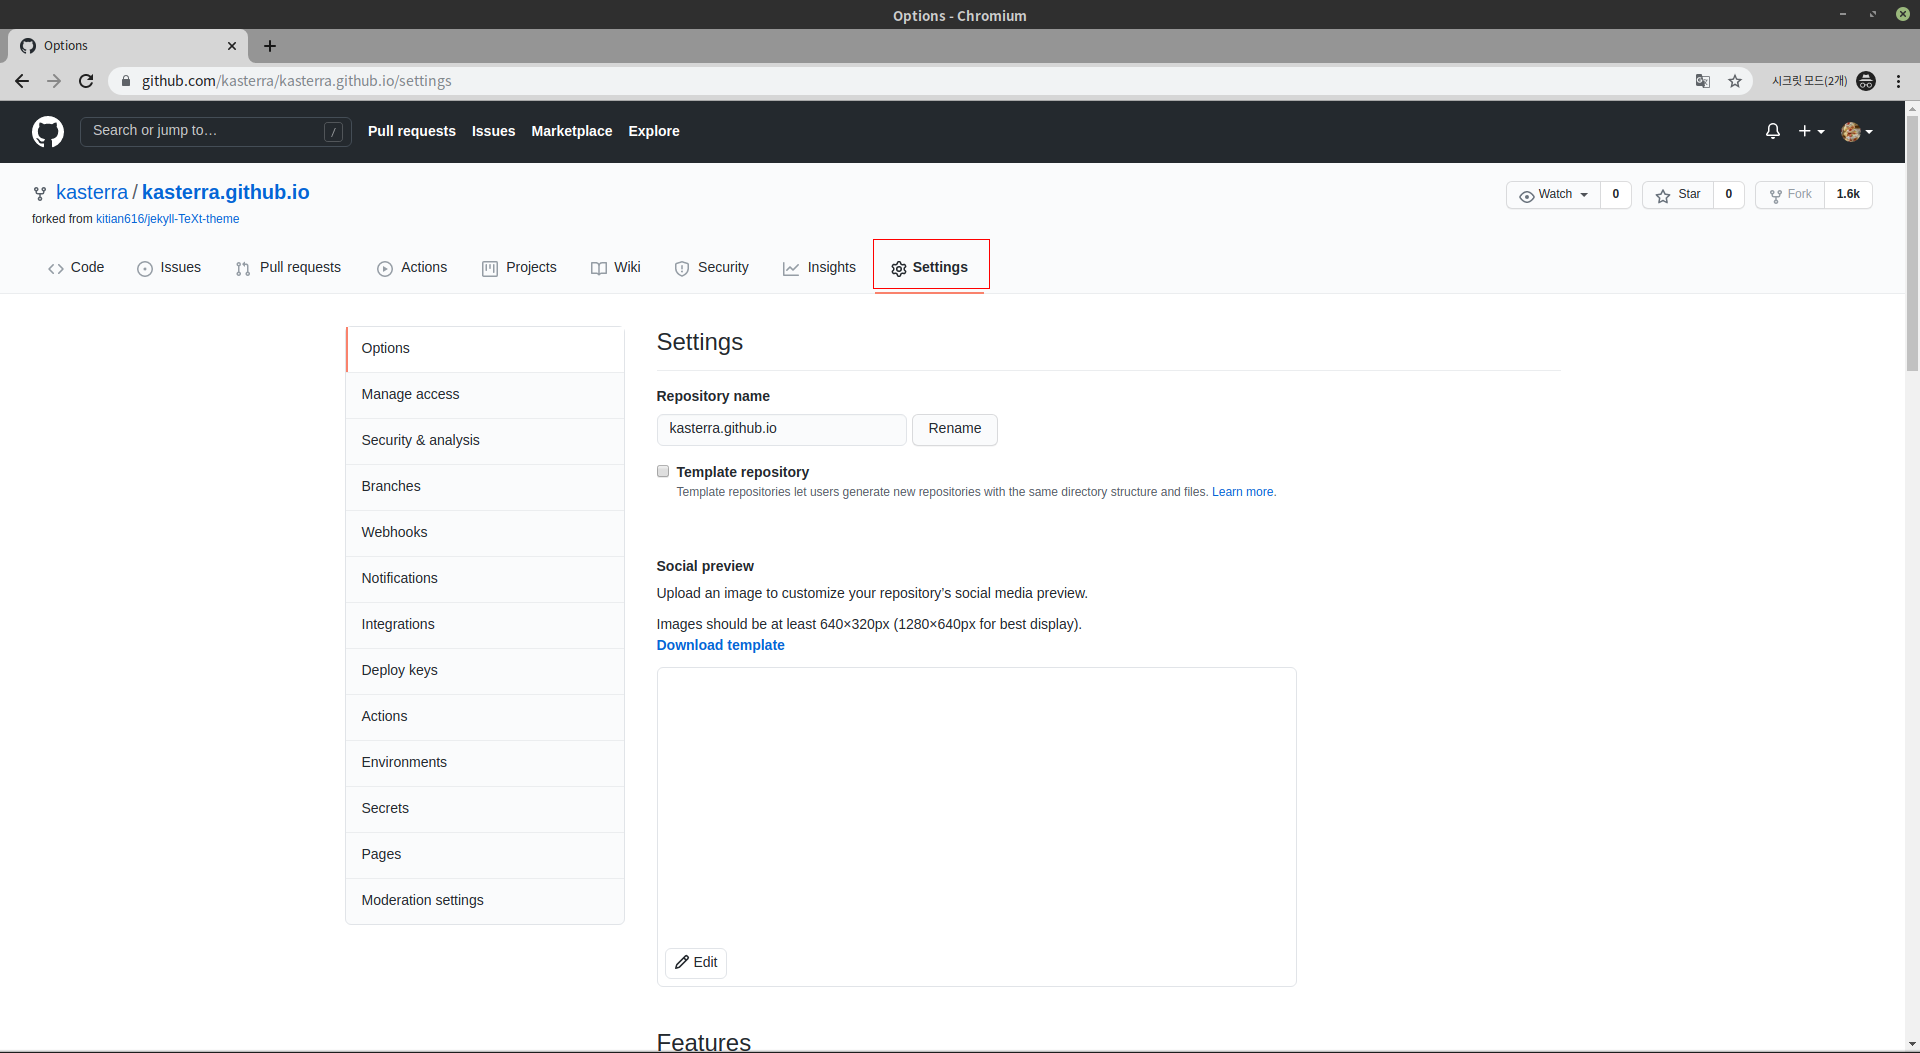 Options - Chromium
Options
github.com/kasterra/kasterra.github.io/settings
시크릿 모드(2개)
Search or jump to…
/
Pull requests
Issues
Marketplace
Explore
kasterra / kasterra.github.io
Watch
0
Star
0
Fork
1.6k
forked from kitian616/jekyll-TeXt-theme
Code
Issues
Pull requests
Actions
Projects
Wiki
Security
Insights
Settings
Options
Manage access
Security & analysis
Branches
Webhooks
Notifications
Integrations
Deploy keys
Actions
Environments
Secrets
Pages
Moderation settings
Settings
Repository name
kasterra.github.io
Rename
Template repository
Template repositories let users generate new repositories with the same directory structure and files. Learn more.
Social preview
Upload an image to customize your repository’s social media preview.
Images should be at least 640×320px (1280×640px for best display).
Download template
Edit
Features